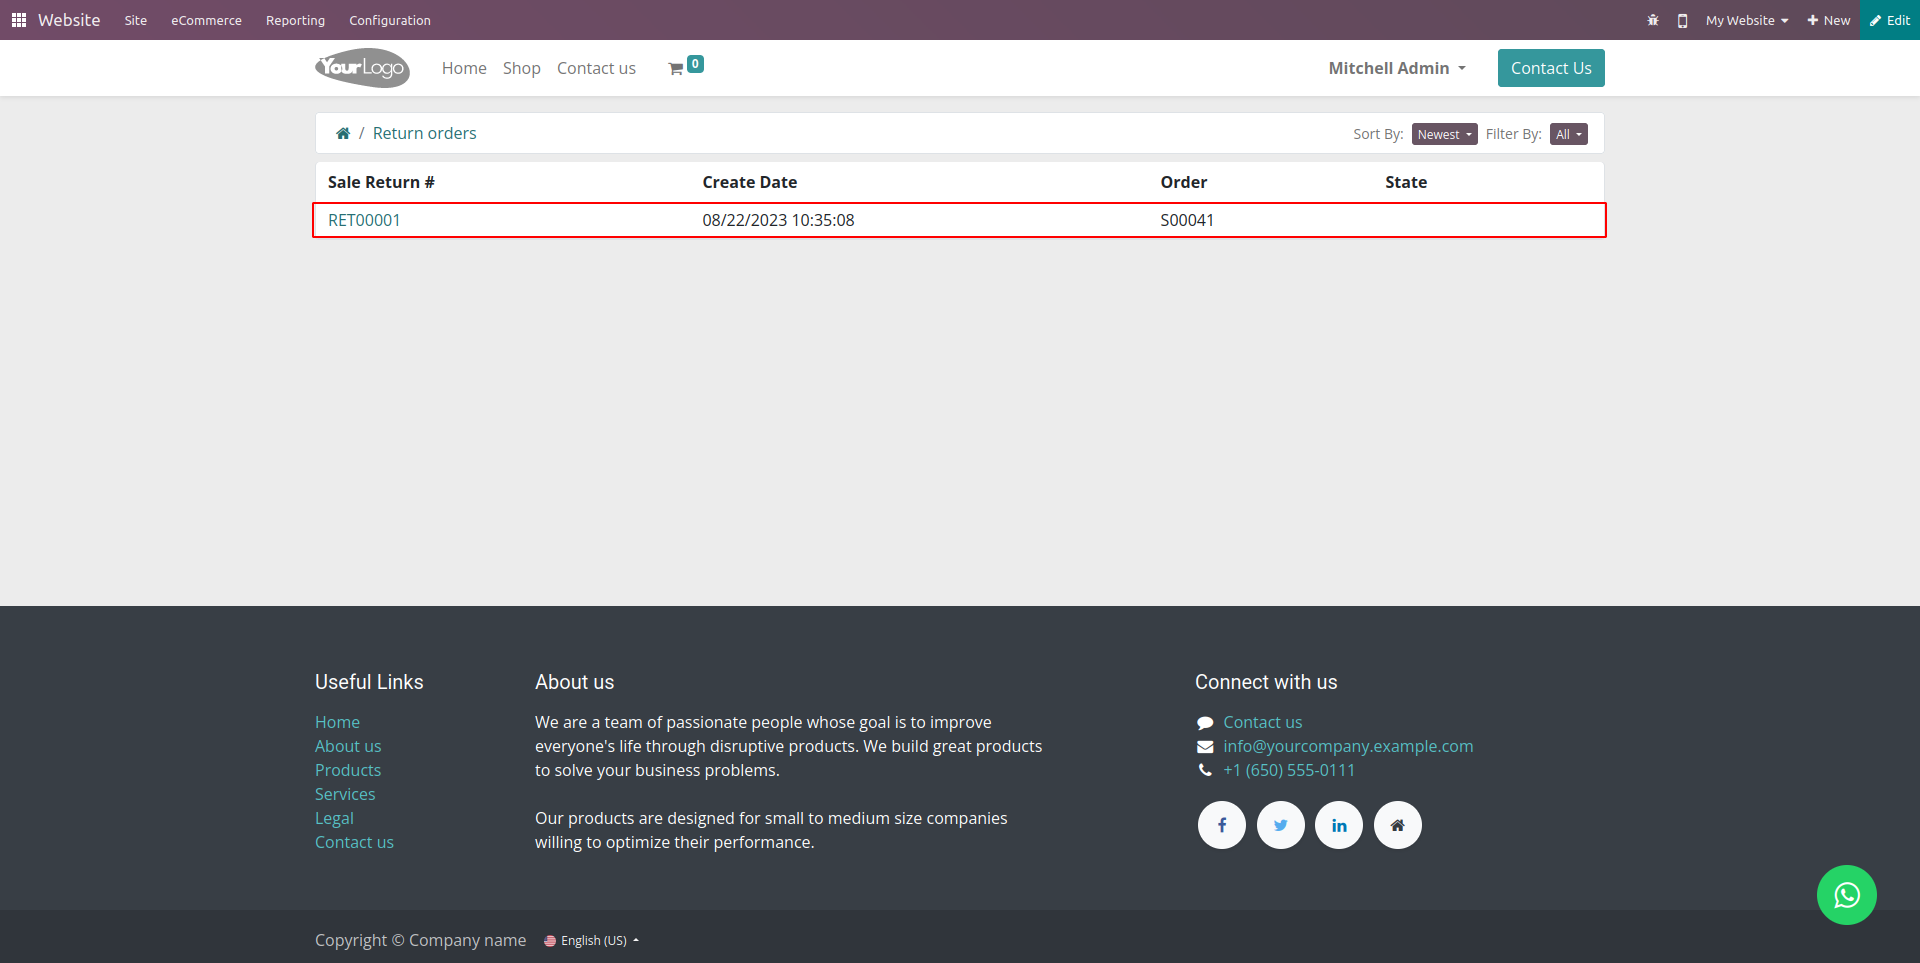 Website Site eCommerce Reporting Configuration My Website New Edit
YourLogo Home Shop Contact us 0 Mitchell Admin Contact Us
/ Return orders Sort By: Newest Filter By: All
Sale Return # Create Date Order State
RET00001 08/22/2023 10:35:08 S00041
Useful Links
Home
About us
Products
Services
Legal
Contact us
About us
We are a team of passionate people whose goal is to improve
everyone's life through disruptive products. We build great products
to solve your business problems.
Our products are designed for small to medium size companies
willing to optimize their performance.
Connect with us
Contact us
info@yourcompany.example.com
+1 (650) 555-0111
Copyright © Company name English (US)